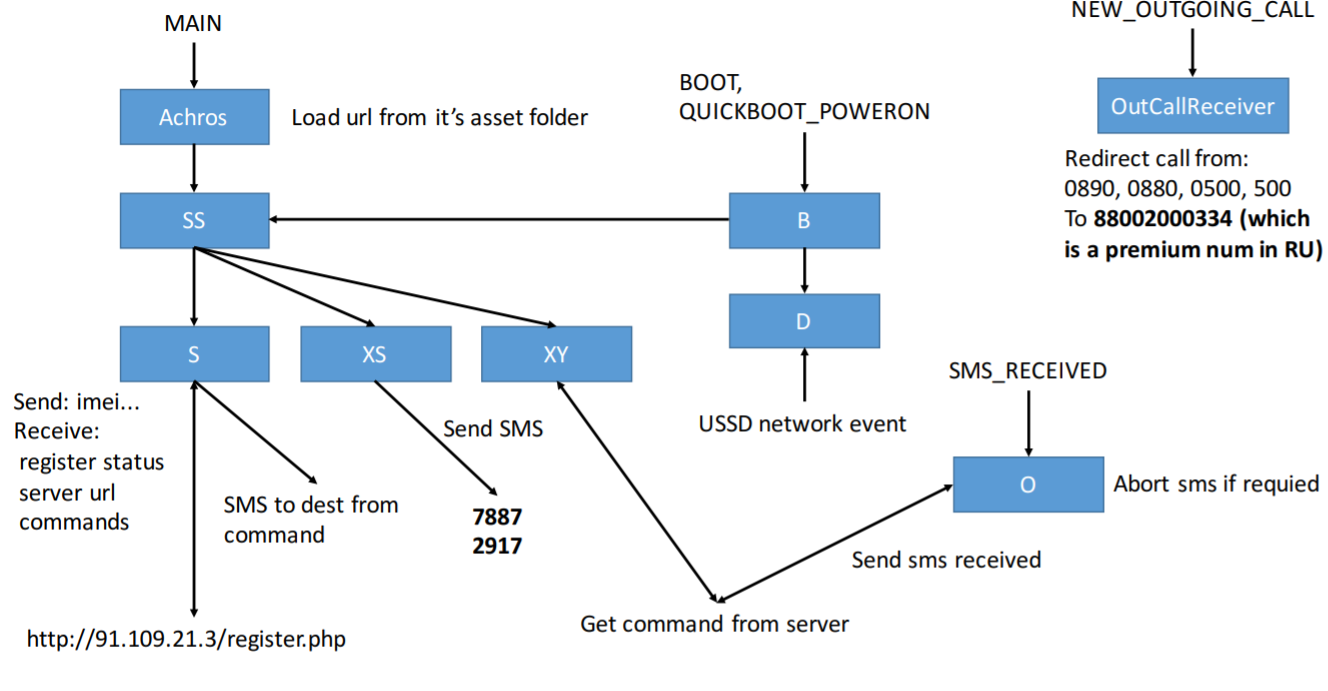 MAIN
NEW_OUTGOING_CALL
Achros
Load url from it's asset folder
BOOT,
QUICKBOOT_POWERON
OutCallReceiver
Redirect call from:
0890, 0880, 0500, 500
To 88002000334 (which
is a premium num in RU)
SS
B
D
USSD network event
S
XS
XY
SMS_RECEIVED
Send: imei...
Receive:
register status
server url
commands
SMS to dest from
command
Send SMS
7887
2917
O
Abort sms if requied
Send sms received
Get command from server
http://91.109.21.3/register.php